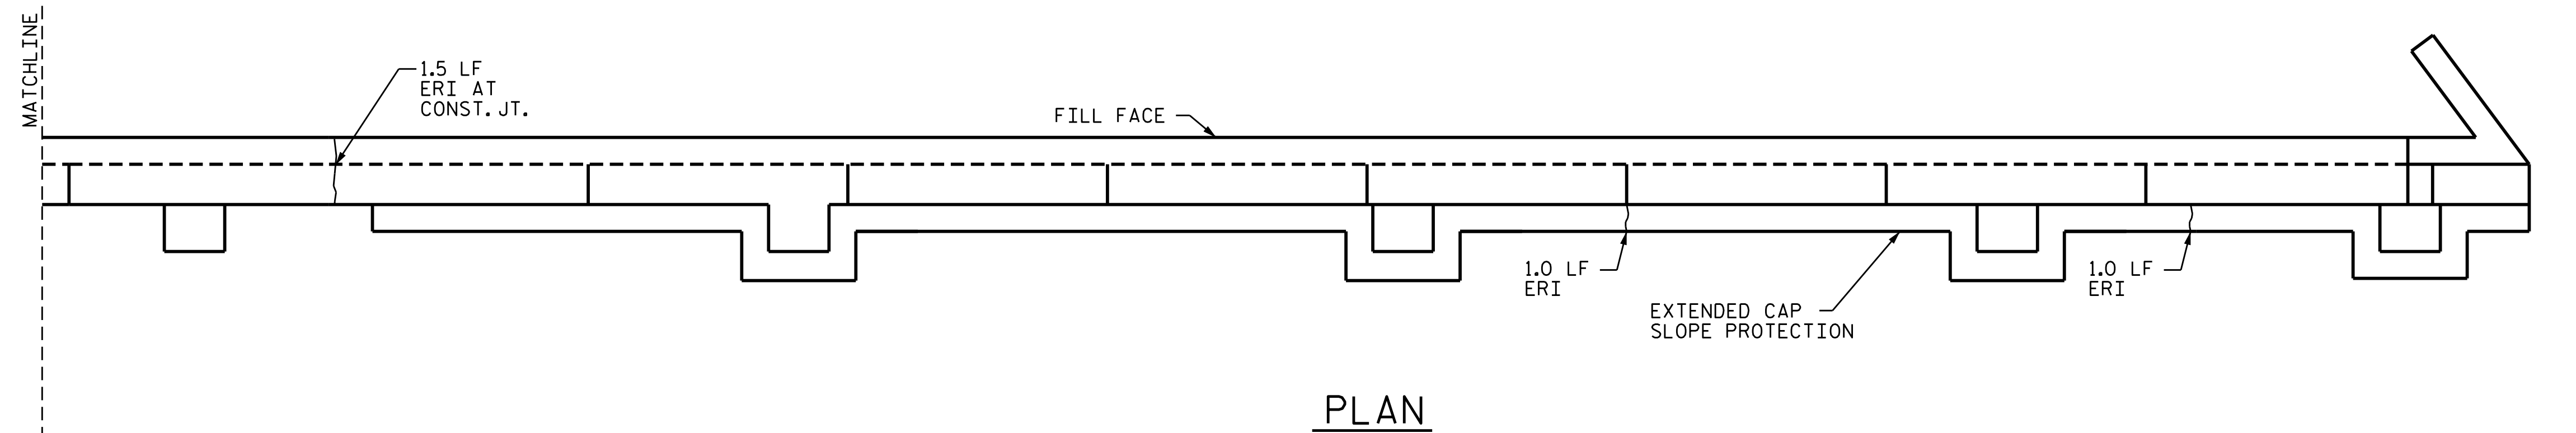 MATCHLINE
1.5 LF
ERI AT
CONST. JT.
FILL FACE
1.0 LF
ERI
EXTENDED CAP
SLOPE PROTECTION
1.0 LF
ERI
PLAN